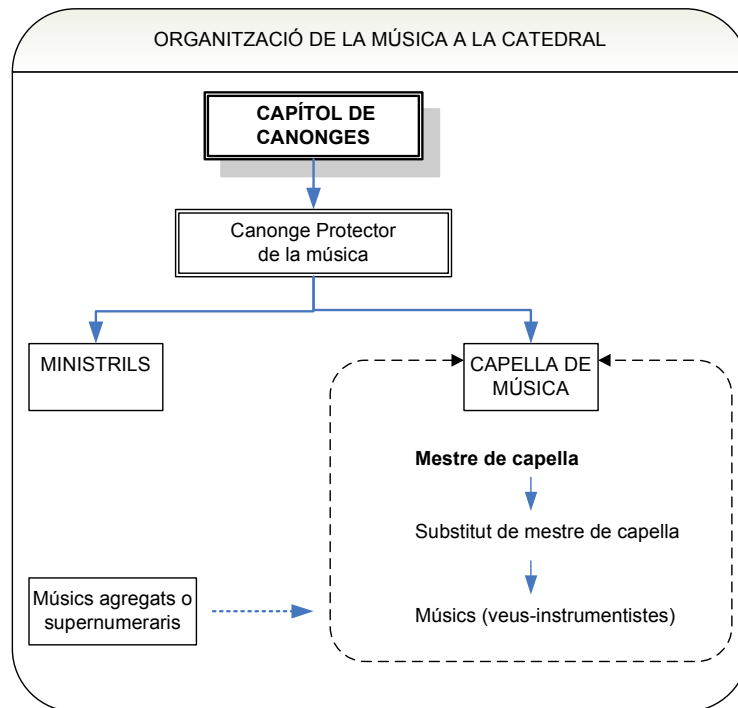 ORGANITZACIÓ DE LA MÚSICA A LA CATEDRAL
CAPÍTOL DE
CANONGES
Canonge Protector
de la música
MINISTRILS
CAPELLA DE
MÚSICA
Mestre de capella
Substitut de mestre de capella
Músics agregats o
supernumeraris
Músics (veus-instrumentistes)